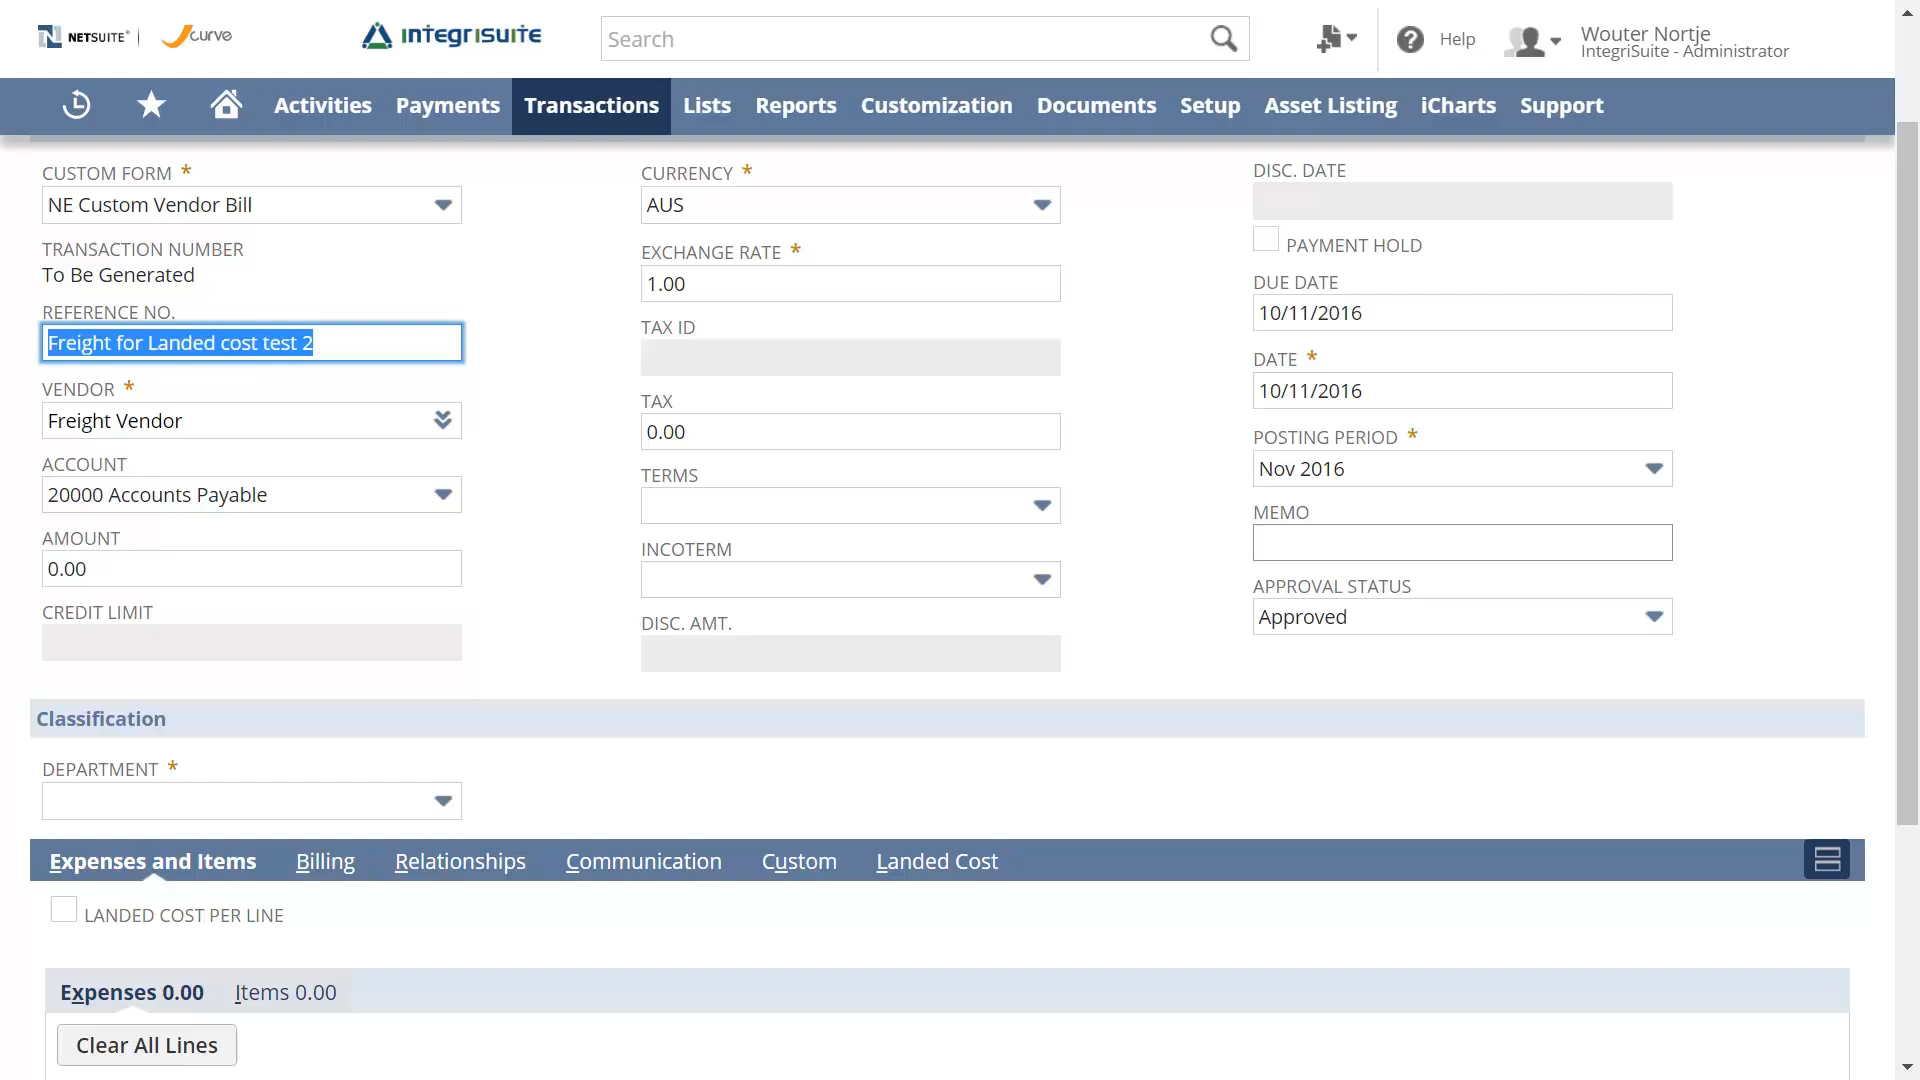 NETSUITE
Curve
INTEGRISUITE
Search
Help
Wouter Nortje
IntegriSuite - Administrator
Activities
Payments
Transactions
Lists
Reports
Customization
Documents
Setup
Asset Listing
iCharts
Support
CUSTOM FORM *
NE Custom Vendor Bill
TRANSACTION NUMBER
To Be Generated
REFERENCE NO.
Freight for Landed cost test 2
VENDOR *
Freight Vendor
ACCOUNT
20000 Accounts Payable
AMOUNT
0.00
CREDIT LIMIT
CURRENCY *
AUS
EXCHANGE RATE *
1.00
TAX ID
TAX
0.00
TERMS
INCOTERM
DISC. AMT.
DISC. DATE
PAYMENT HOLD
DUE DATE
10/11/2016
DATE *
10/11/2016
POSTING PERIOD *
Nov 2016
MEMO
APPROVAL STATUS
Approved
Classification
DEPARTMENT *
Expenses and Items
Billing
Relationships
Communication
Custom
Landed Cost
LANDED COST PER LINE
Expenses 0.00
Items 0.00
Clear All Lines